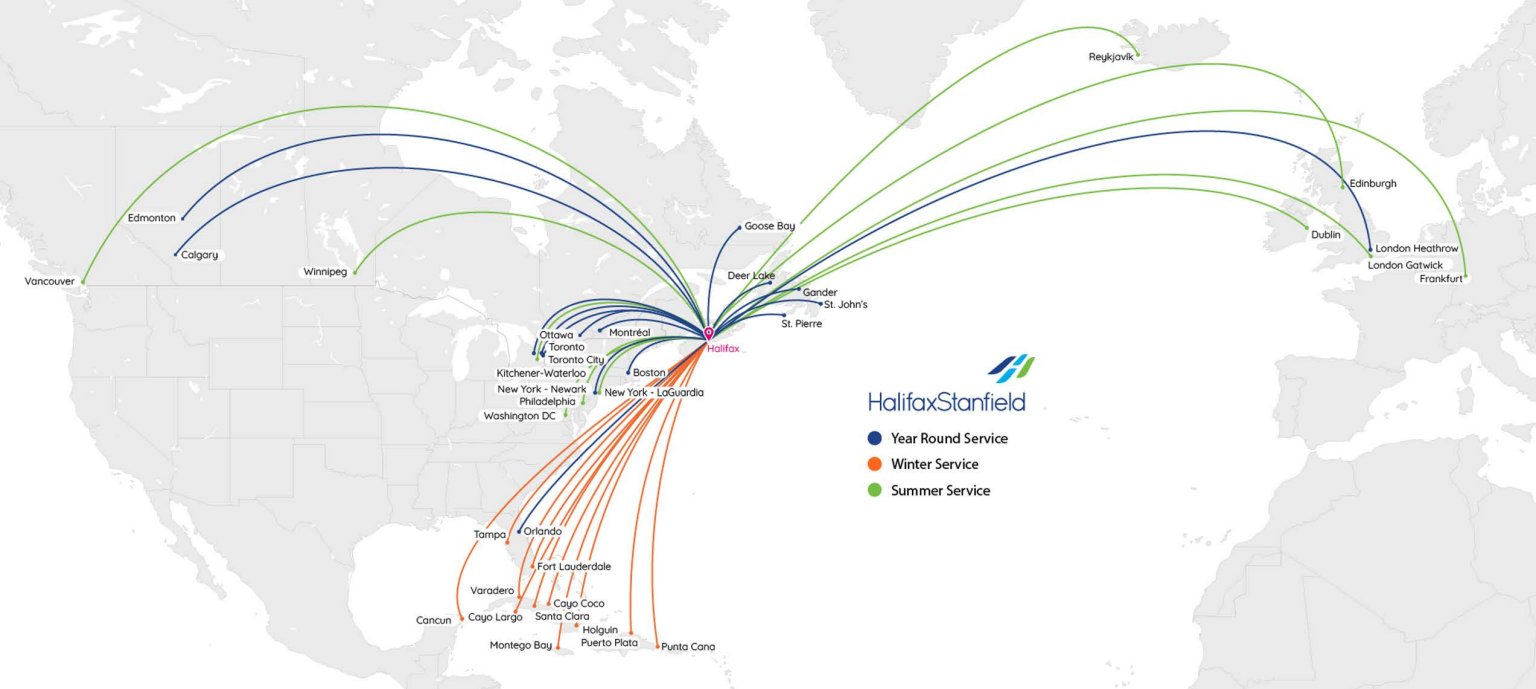 Reykjavík
Edinburgh
Edmonton
Goose Bay
Dublin
London Heathrow
Calgary
London Gatwick
Winnipeg
Deer Lake
Frankfurt
Vancouver
Gander
St. John's
St. Pierre
Ottawa
Montréal
Toronto
Halifax
Toronto City
Kitchener-Waterloo
Boston
New York - Newark
New York - LaGuardia
Philadelphia
Washington DC
HalifaxStanfield
Year Round Service
Winter Service
Summer Service
Tampa
Orlando
Fort Lauderdale
Varadero
Cayo Coco
Cancun
Cayo Largo
Santa Clara
Holguin
Puerto Plata
Montego Bay
Punta Cana